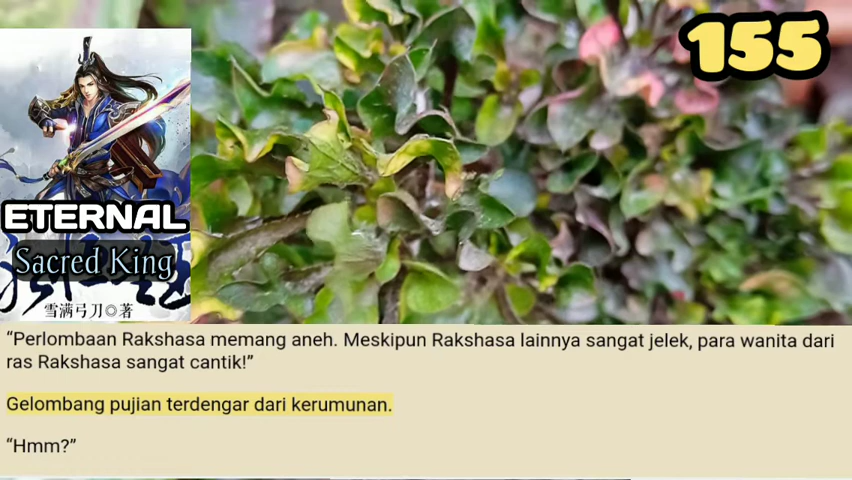 155
ETERNAL
Sacred King
雪满弓刀◎著
“Perlombaan Rakshasa memang aneh. Meskipun Rakshasa lainnya sangat jelek, para wanita dari
ras Rakshasa sangat cantik!”
Gelombang pujian terdengar dari kerumunan.
“Hmm?”